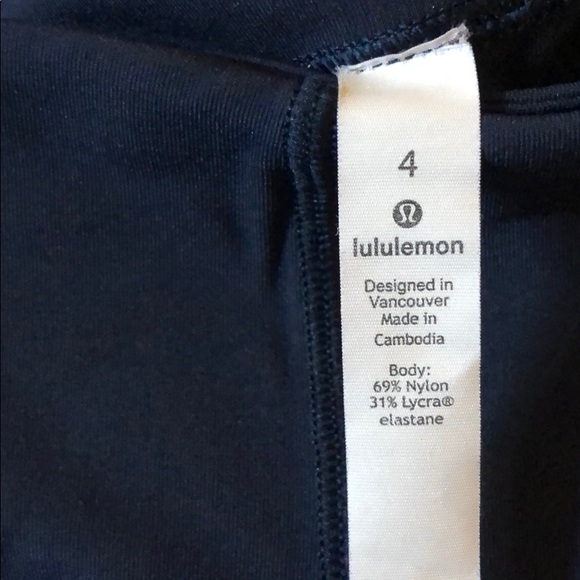 4
lululemon
Designed in
Vancouver
Made in
Cambodia
Body:
69% Nylon
31% Lycra®
elastane